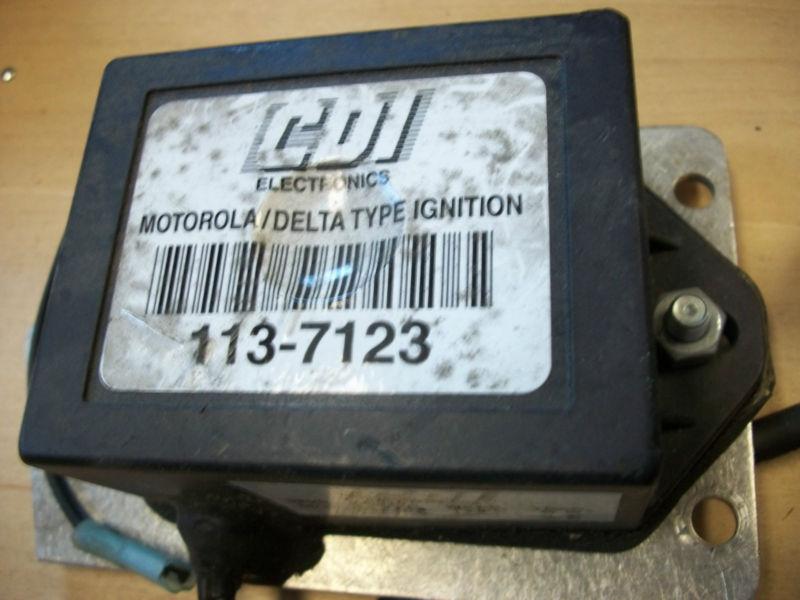 CDI
ELECTRONICS
MOTOROLA/DELTA TYPE IGNITION
113-7123